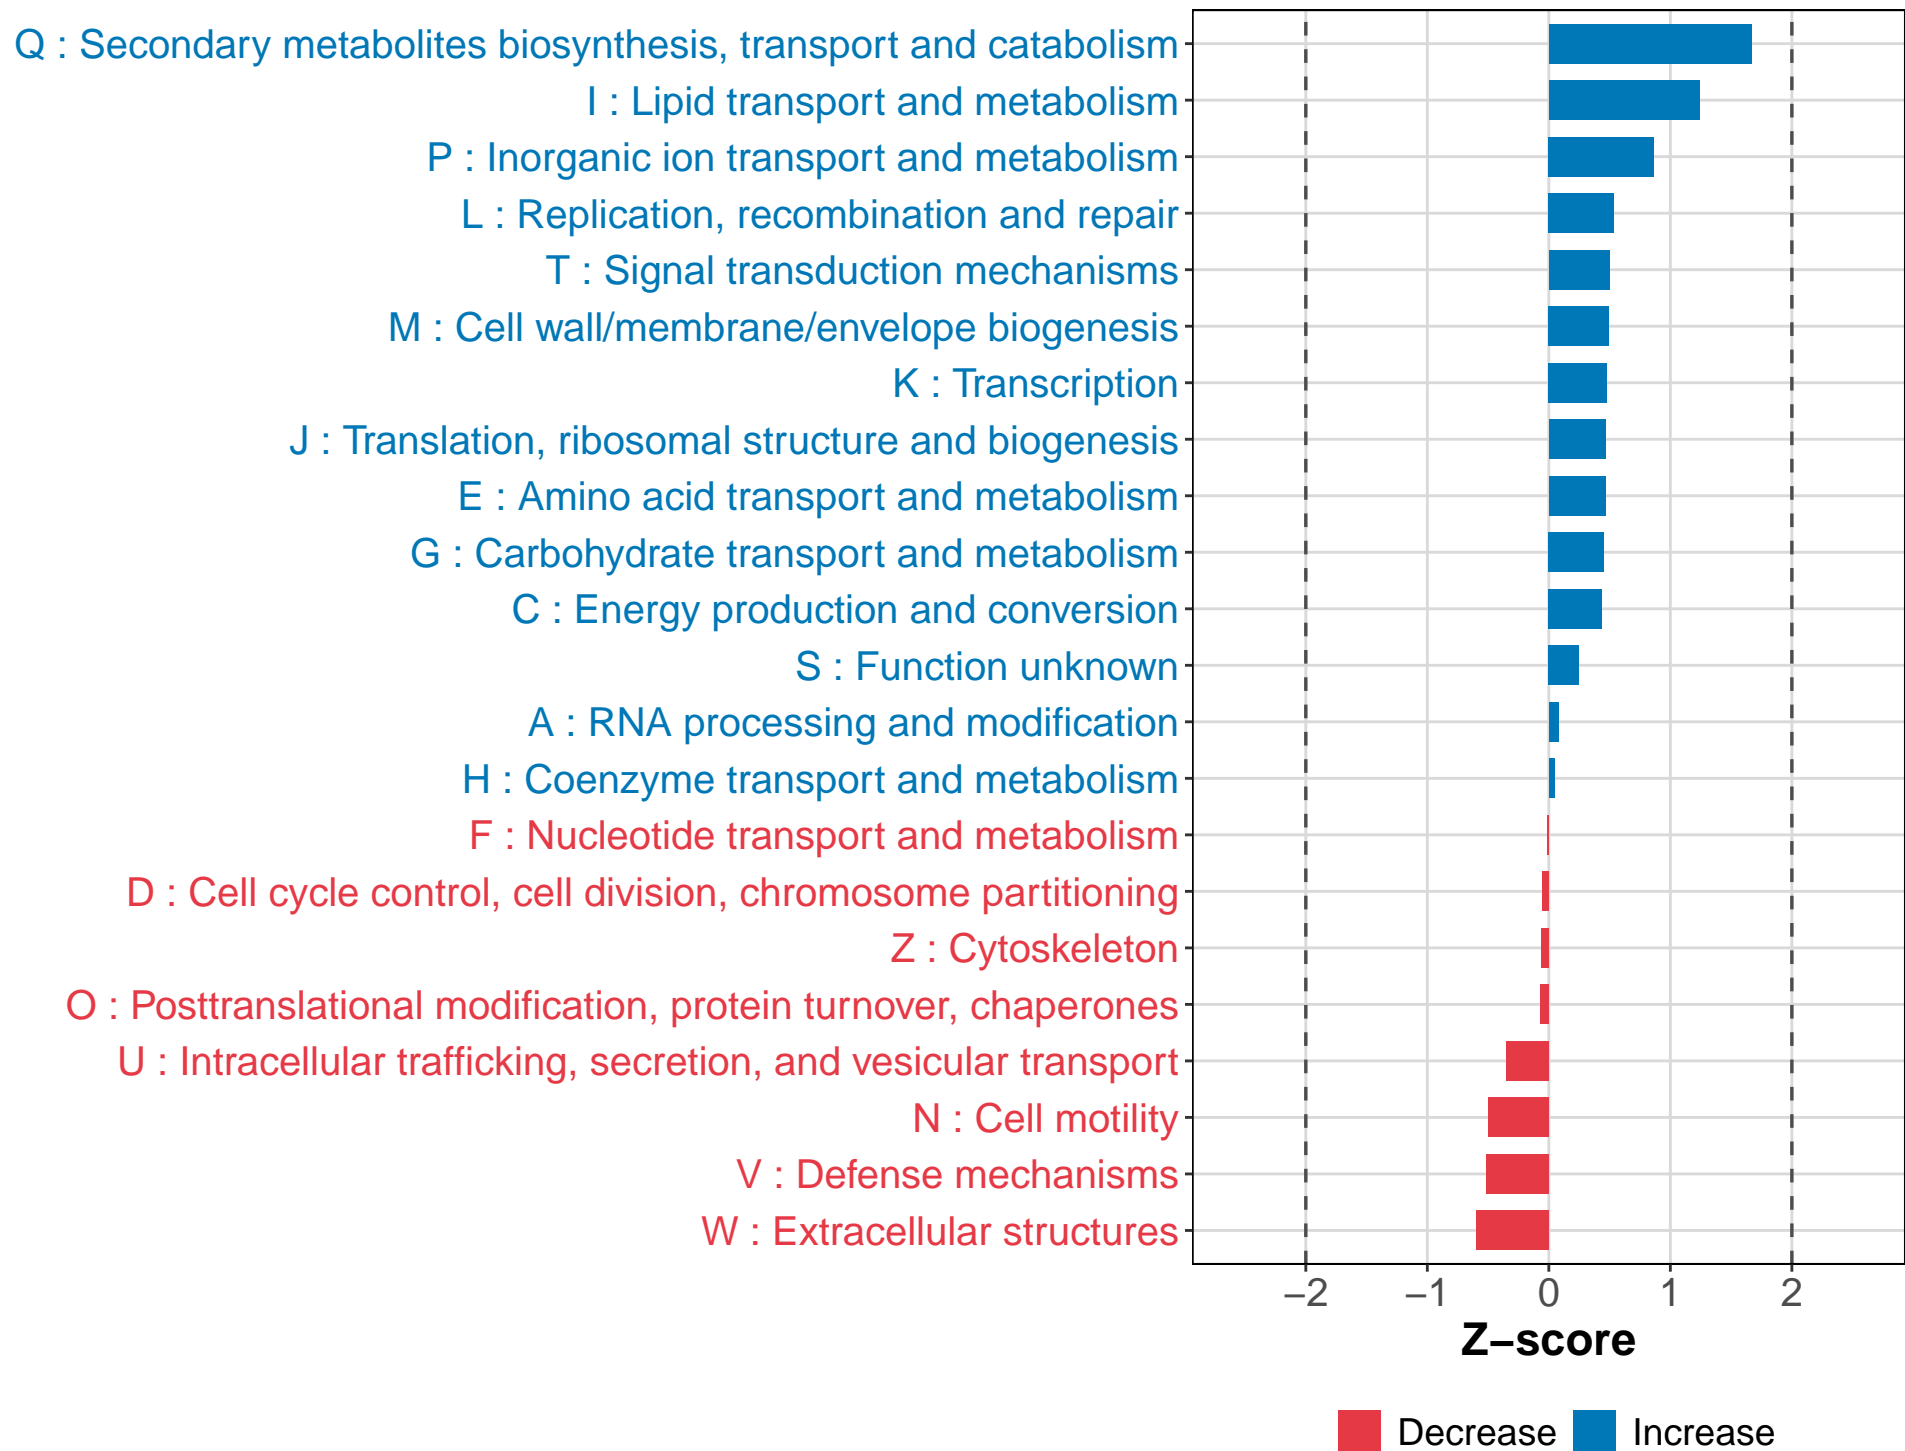 Q : Secondary metabolites biosynthesis, transport and catabolism
I : Lipid transport and metabolism
P : Inorganic ion transport and metabolism
L : Replication, recombination and repair
T : Signal transduction mechanisms
M : Cell wall/membrane/envelope biogenesis
K : Transcription
J : Translation, ribosomal structure and biogenesis
E : Amino acid transport and metabolism
G : Carbohydrate transport and metabolism
C : Energy production and conversion
S : Function unknown
A : RNA processing and modification
H : Coenzyme transport and metabolism
F : Nucleotide transport and metabolism
D : Cell cycle control, cell division, chromosome partitioning
Z : Cytoskeleton
O : Posttranslational modification, protein turnover, chaperones
U : Intracellular trafficking, secretion, and vesicular transport
N : Cell motility
V : Defense mechanisms
W : Extracellular structures
−2 −1 0 1 2
Z−score
Decrease Increase